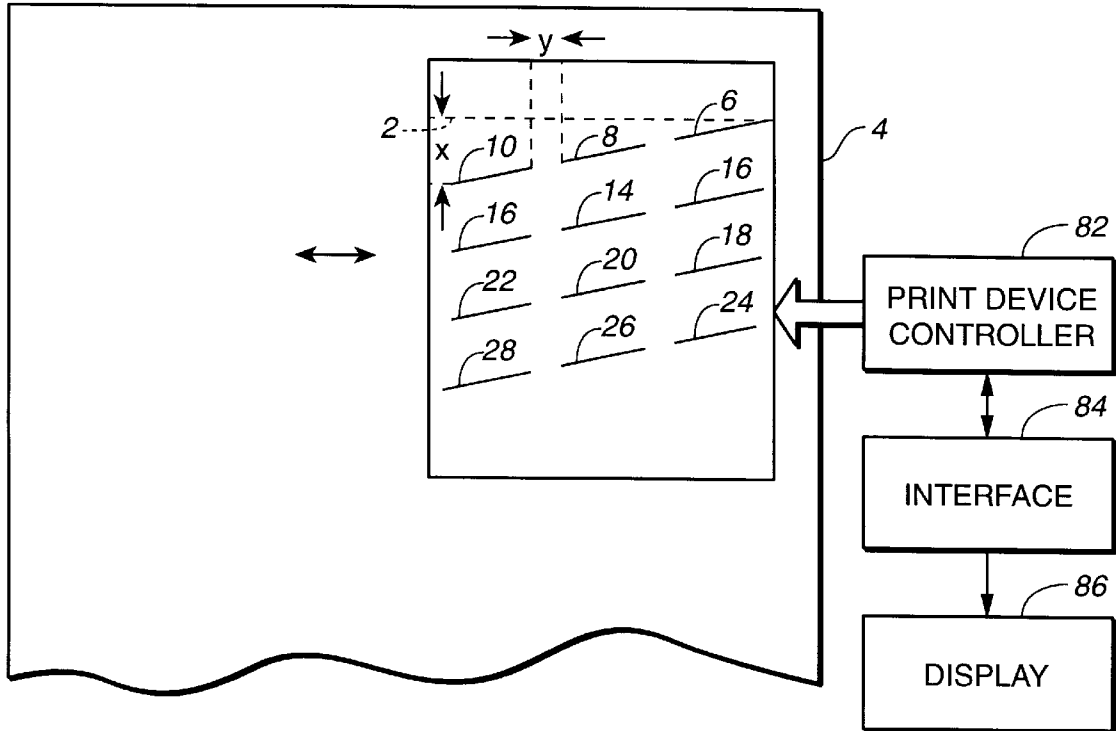 y
6
2
4
8
x
10
16
14
16
82
18
20
22
PRINT DEVICE
CONTROLLER
24
26
28
84
INTERFACE
86
DISPLAY